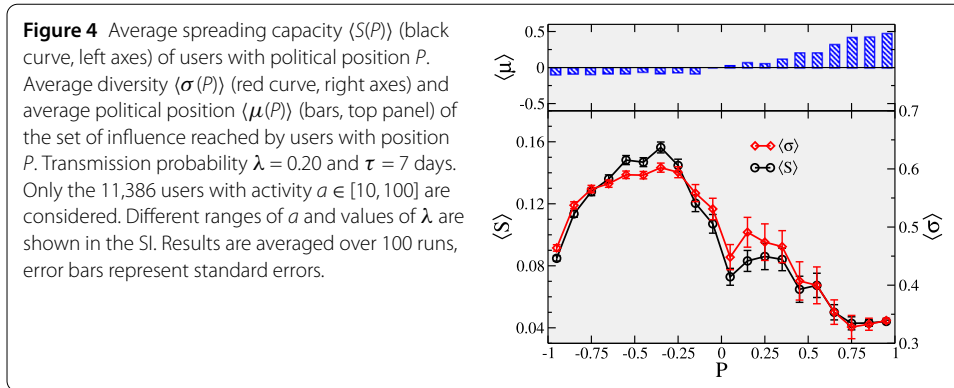 Figure 4 Average spreading capacity ⟨S(P)⟩ (black
curve, left axes) of users with political position P.
Average diversity ⟨σ(P)⟩ (red curve, right axes) and
average political position ⟨μ(P)⟩ (bars, top panel) of
the set of influence reached by users with position
P. Transmission probability λ = 0.20 and τ = 7 days.
Only the 11,386 users with activity a ∈ [10, 100] are
considered. Different ranges of a and values of λ are
shown in the SI. Results are averaged over 100 runs,
error bars represent standard errors.
0.5
0
-0.5
⟨μ⟩
0.7
0.6
0.5
0.4
0.3
⟨σ⟩
0.16
0.12
0.08
0.04
⟨S⟩
⟨σ⟩
⟨S⟩
-1 -0.75 -0.5 -0.25 0 0.25 0.5 0.75 1
P